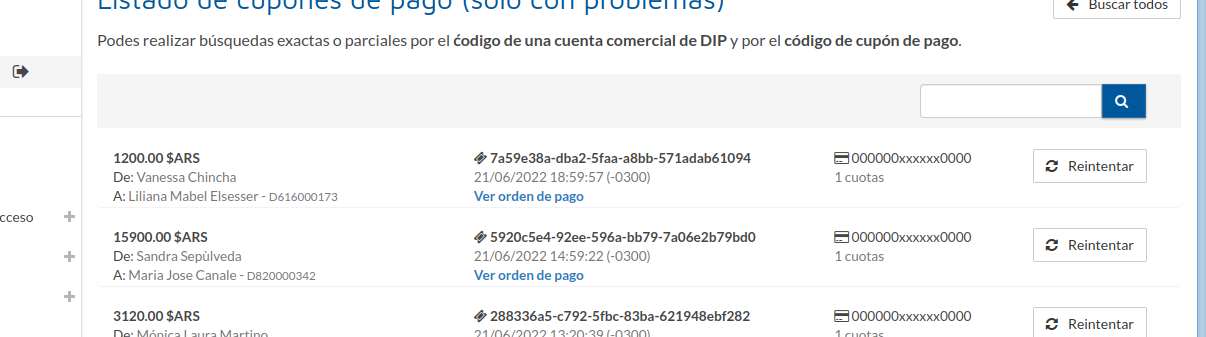 Listado de cupones de pago (sólo con problemas)
Buscar todos
Podes realizar búsquedas exactas o parciales por el ćodigo de una cuenta comercial de DIP y por el código de cupón de pago.
1200.00 $ARS
De: Vanessa Chincha
A: Liliana Mabel Elsesser - D616000173
7a59e38a-dba2-5faa-a8bb-571adab61094
21/06/2022 18:59:57 (-0300)
Ver orden de pago
000000xxxxxx0000
1 cuotas
Reintentar
cceso
15900.00 $ARS
De: Sandra Sepùlveda
A: Maria Jose Canale - D820000342
5920c5e4-92ee-596a-bb79-7a06e2b79bd0
21/06/2022 14:59:22 (-0300)
Ver orden de pago
000000xxxxxx0000
1 cuotas
Reintentar
3120.00 $ARS
De: Mónica Laura Martino
288336a5-c792-5fbc-83ba-621948ebf282
21/06/2022 13:20:39 (-0300)
000000xxxxxx0000
1 cuotas
Reintentar